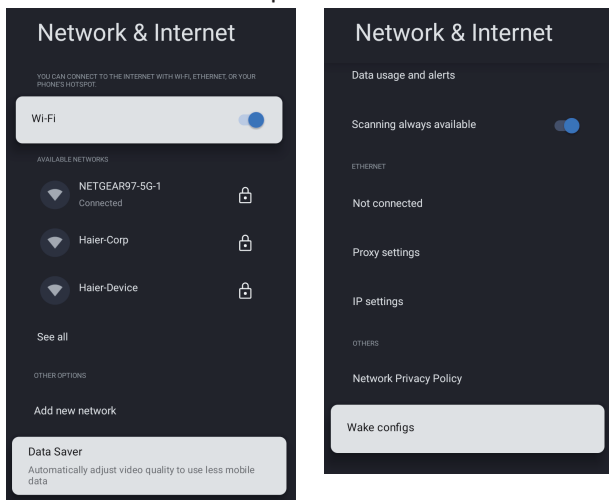 Network & Internet
YOU CAN CONNECT TO THE INTERNET WITH WI-FI, ETHERNET, OR YOUR
PHONE'S HOTSPOT.
Wi-Fi
AVAILABLE NETWORKS
NETGEAR97-5G-1
Connected
Haier-Corp
Haier-Device
See all
OTHER OPTIONS
Add new network
Data Saver
Automatically adjust video quality to use less mobile
data
Network & Internet
Data usage and alerts
Scanning always available
ETHERNET
Not connected
Proxy settings
IP settings
OTHERS
Network Privacy Policy
Wake configs